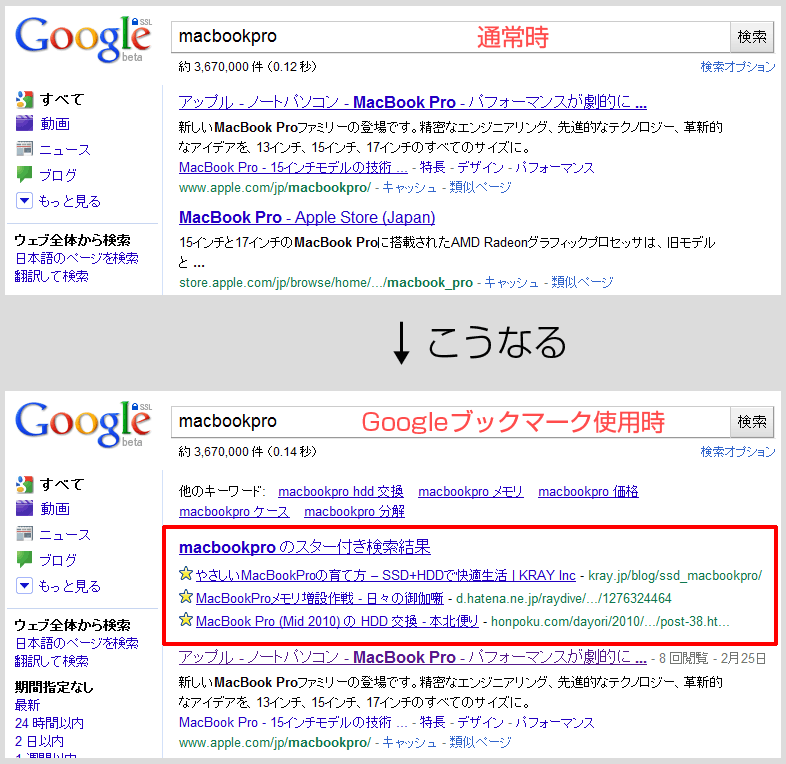 Google SSL
beta
macbookpro 通常時 検索
約 3,670,000 件 (0.12 秒) 検索オプション
すべて
動画
ニュース
ブログ
もっと見る
ウェブ全体から検索
日本語のページを検索
翻訳して検索
アップル - ノートパソコン - MacBook Pro - パフォーマンスが劇的に ...
新しいMacBook Proファミリーの登場です。精密なエンジニアリング、先進的なテクノロジー、革新的
なアイデアを、13インチ、15インチ、17インチのすべてのサイズに。
MacBook Pro - 15インチモデルの技術 ... - 特長 - デザイン - パフォーマンス
www.apple.com/jp/macbookpro/ - キャッシュ - 類似ページ
MacBook Pro - Apple Store (Japan)
15インチと17インチのMacBook Proに搭載されたAMD Radeonグラフィックプロセッサは、旧モデル
と ...
store.apple.com/jp/browse/home/.../macbook_pro - キャッシュ - 類似ページ
↓ こうなる
Google SSL
beta
macbookpro Googleブックマーク使用時 検索
約 3,670,000 件 (0.14 秒) 検索オプション
すべて
動画
ニュース
ブログ
もっと見る
ウェブ全体から検索
日本語のページを検索
翻訳して検索
期間指定なし
最新
24 時間以内
2 日以内
1 週間以内
他のキーワード: macbookpro hdd 交換 macbookpro メモリ macbookpro 価格
macbookpro ケース macbookpro 分解
macbookpro のスター付き検索結果
やさしいMacBookProの育て方 – SSD+HDDで快適生活 | KRAY Inc - kray.jp/blog/ssd_macbookpro/
MacBookProメモリ増設作戦 - 日々の御伽噺 - d.hatena.ne.jp/raydive/.../1276324464
MacBook Pro (Mid 2010) の HDD 交換 - 本北便り - honpoku.com/dayori/2010/.../post-38.ht...
アップル - ノートパソコン - MacBook Pro - パフォーマンスが劇的に ... - 8 回閲覧 - 2月25日
新しいMacBook Proファミリーの登場です。精密なエンジニアリング、先進的なテクノロジー、革新的
なアイデアを、13インチ、15インチ、17インチのすべてのサイズに。
MacBook Pro - 15インチモデルの技術 ... - 特長 - デザイン - パフォーマンス
www.apple.com/jp/macbookpro/ - キャッシュ - 類似ページ